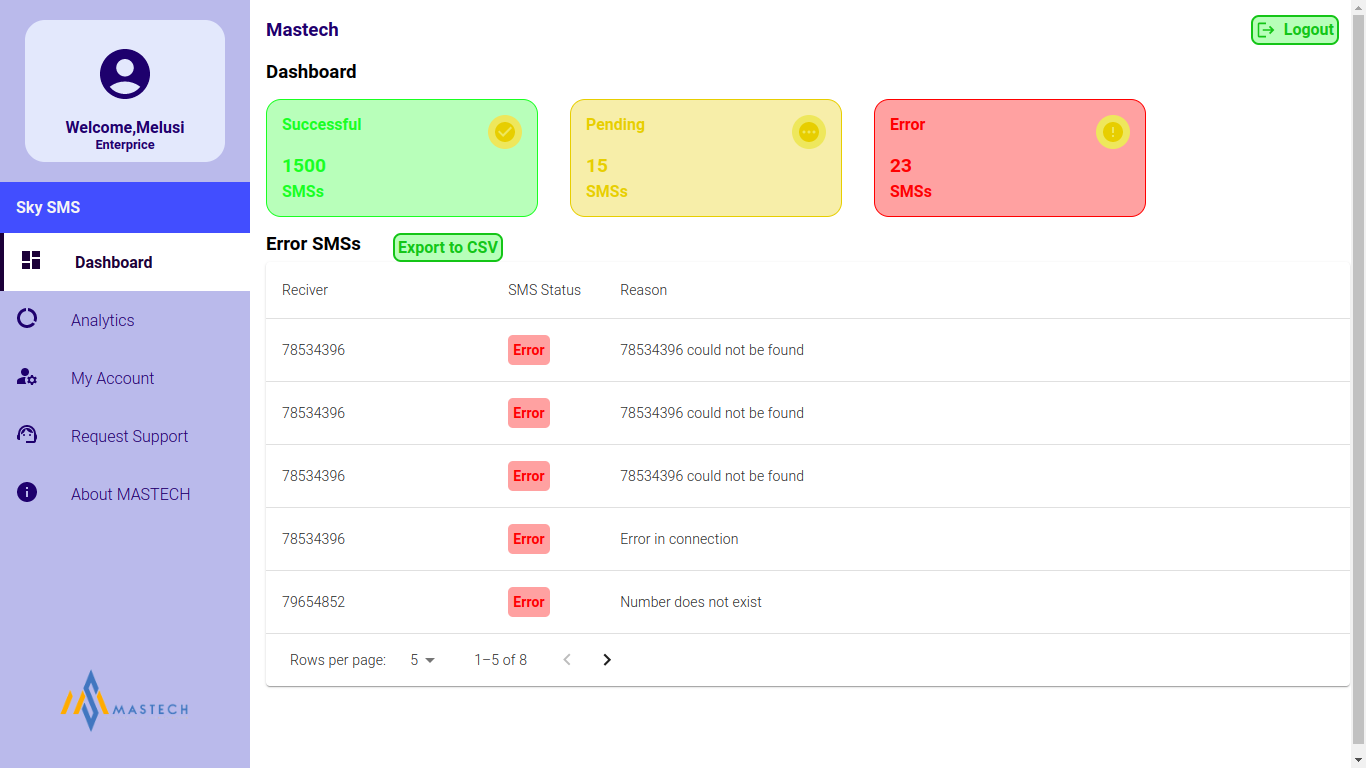 Welcome,Melusi
Enterprice
Sky SMS
Dashboard
Analytics
My Account
Request Support
About MASTECH
MASTECH
Mastech
Logout
Dashboard
Successful
1500
SMSs
Pending
15
SMSs
Error
23
SMSs
Error SMSs
Export to CSV
Reciver SMS Status Reason
78534396 Error 78534396 could not be found
78534396 Error 78534396 could not be found
78534396 Error 78534396 could not be found
78534396 Error Error in connection
79654852 Error Number does not exist
Rows per page: 5 1–5 of 8